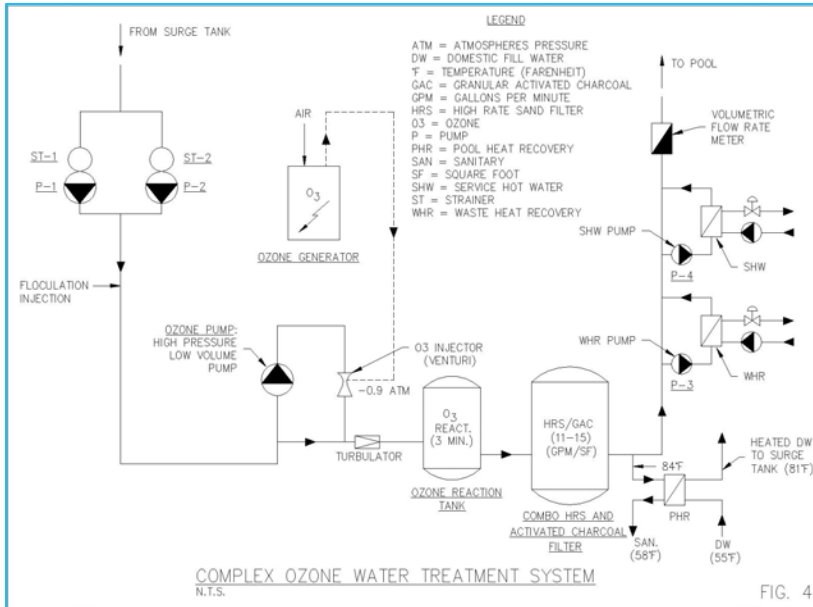 FROM SURGE TANK
ST-1
ST-2
P-1
P-2
FLOCULATION
INJECTION
AIR
O3
OZONE GENERATOR
OZONE PUMP:
HIGH PRESSURE
LOW VOLUME
PUMP
O3 INJECTOR
(VENTURI)
-0.9 ATM
TURBULATOR
O3
REACT.
(3 MIN.)
OZONE REACTION
TANK
HRS/GAC
(11-15)
(GPM/SF)
COMBO HRS AND
ACTIVATED CHARCOAL
FILTER
LEGEND
ATM = ATMOSPHERES PRESSURE
DW = DOMESTIC FILL WATER
°F = TEMPERATURE (FARENHEIT)
GAC = GRANULAR ACTIVATED CHARCOAL
GPM = GALLONS PER MINUTE
HRS = HIGH RATE SAND FILTER
O3 = OZONE
P = PUMP
PHR = POOL HEAT RECOVERY
SAN = SANITARY
SF = SQUARE FOOT
SHW = SERVICE HOT WATER
ST = STRAINER
WHR = WASTE HEAT RECOVERY
TO POOL
VOLUMETRIC
FLOW RATE
METER
SHW PUMP
P-4
SHW
WHR PUMP
P-3
WHR
84°F
HEATED DW
TO SURGE
TANK (81°F)
PHR
SAN.
(58°F)
DW
(55°F)
COMPLEX OZONE WATER TREATMENT SYSTEM
N.T.S.
FIG. 4